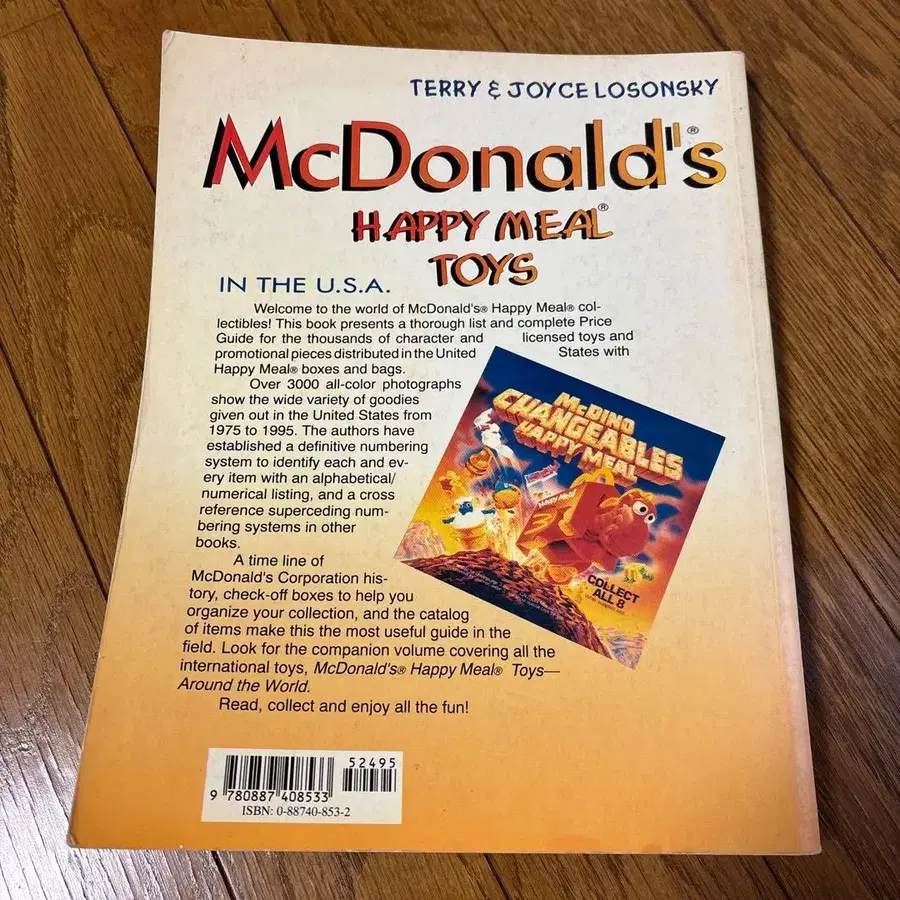 TERRY & JOYCE LOSONSKY
McDonald's®
HAPPY MEAL®
TOYS
IN THE U.S.A.
Welcome to the world of McDonald's® Happy Meal® col-
lectibles! This book presents a thorough list and complete Price
Guide for the thousands of character and licensed toys and
promotional pieces distributed in the United States with
Happy Meal® boxes and bags.
Over 3000 all-color photographs
show the wide variety of goodies
given out in the United States from
1975 to 1995. The authors have
established a definitive numbering
system to identify each and ev-
ery item with an alphabetical/
numerical listing, and a cross
reference superceding num-
bering systems in other
books.
A time line of
McDonald's Corporation his-
tory, check-off boxes to help you
organize your collection, and the catalog
of items make this the most useful guide in the
field. Look for the companion volume covering all the
international toys, McDonald's® Happy Meal® Toys—
Around the World.
Read, collect and enjoy all the fun!
McDINO
CHANGEABLES
HAPPY MEAL
Happy Meal
COLLECT
ALL 8
52495
9 780887 408533
ISBN: 0-88740-853-2